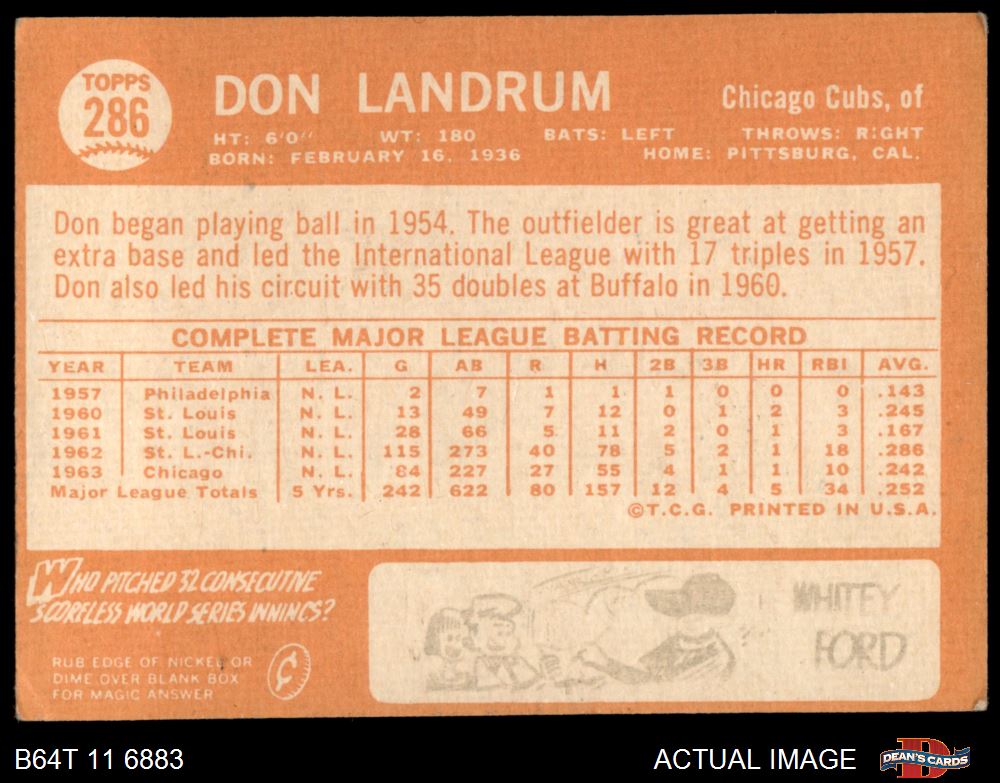 TOPPS
286
DON LANDRUM
Chicago Cubs, of
HT: 6'0" WT: 180 BATS: LEFT THROWS: RIGHT
BORN: FEBRUARY 16, 1936 HOME: PITTSBURG, CAL.
Don began playing ball in 1954. The outfielder is great at getting an
extra base and led the International League with 17 triples in 1957.
Don also led his circuit with 35 doubles at Buffalo in 1960.
COMPLETE MAJOR LEAGUE BATTING RECORD
YEAR TEAM LEA. G AB R H 2B 3B HR RBI AVG.
1957 Philadelphia N. L. 2 7 1 1 1 0 0 0 .143
1960 St. Louis N. L. 13 49 7 12 0 1 2 3 .245
1961 St. Louis N. L. 28 66 5 11 2 0 1 3 .167
1962 St. L.-Chi. N. L. 115 273 40 78 5 2 1 18 .286
1963 Chicago N. L. 84 227 27 55 4 1 1 10 .242
Major League Totals 5 Yrs. 242 622 80 157 12 4 5 34 .252
©T.C.G. PRINTED IN U.S.A.
WHO PITCHED 32 CONSECUTIVE
SCORELESS WORLD SERIES INNINGS?
RUB EDGE OF NICKEL OR
DIME OVER BLANK BOX
FOR MAGIC ANSWER
WHITEY
FORD
B64T 11 6883
ACTUAL IMAGE
DEAN'S CARDS